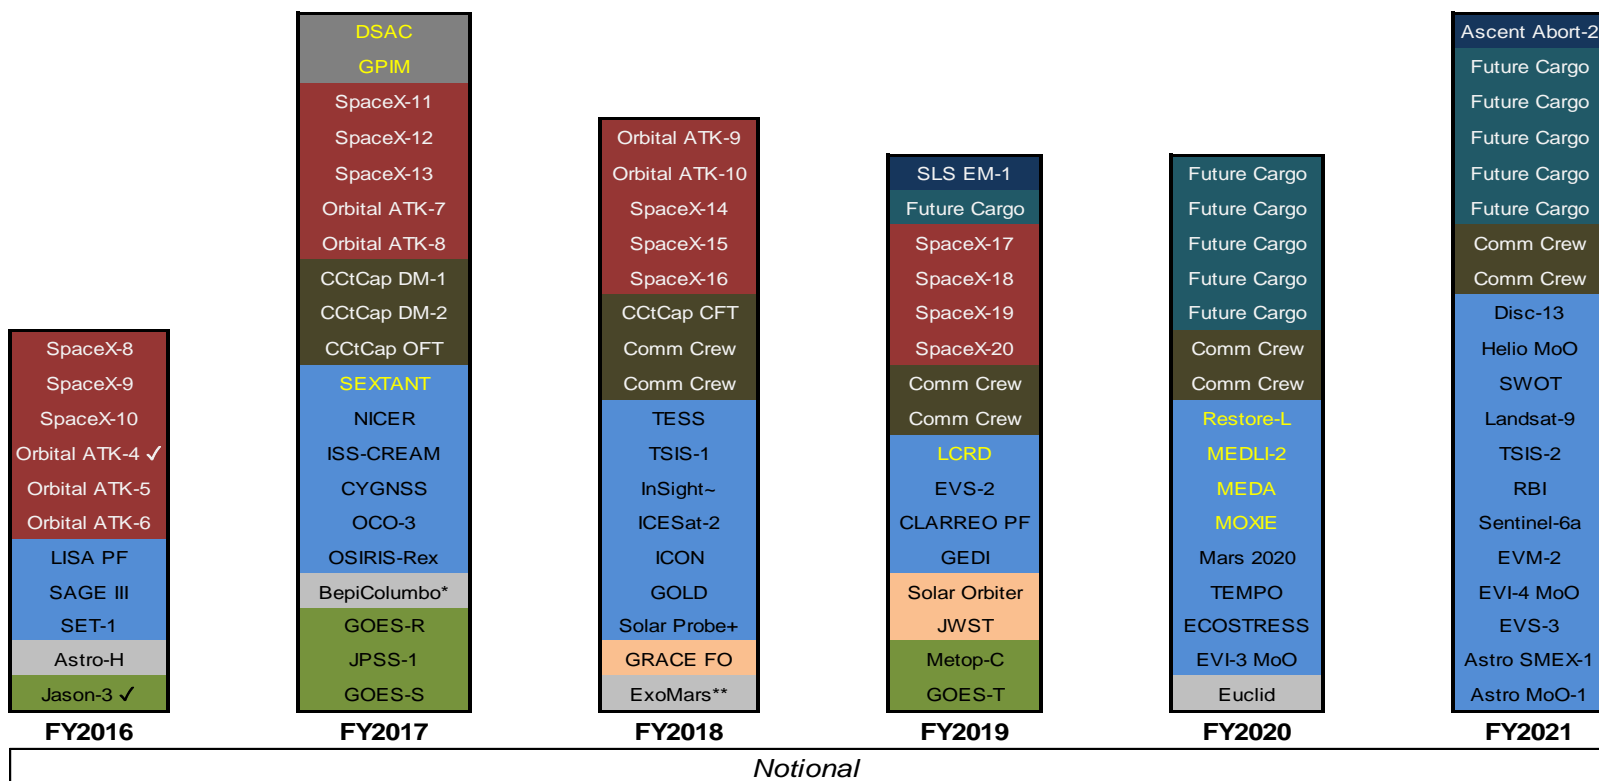 DSAC
GPIM
SpaceX-11
SpaceX-12
SpaceX-13
Orbital ATK-7
Orbital ATK-8
CCtCap DM-1
CCtCap DM-2
CCtCap OFT
SEXTANT
NICER
ISS-CREAM
CYGNSS
OCO-3
OSIRIS-Rex
BepiColumbo*
GOES-R
JPSS-1
GOES-S
SpaceX-8
SpaceX-9
SpaceX-10
Orbital ATK-4 ✓
Orbital ATK-5
Orbital ATK-6
LISA PF
SAGE III
SET-1
Astro-H
Jason-3 ✓
Orbital ATK-9
Orbital ATK-10
SpaceX-14
SpaceX-15
SpaceX-16
CCtCap CFT
Comm Crew
Comm Crew
TESS
TSIS-1
InSight~
ICESat-2
ICON
GOLD
Solar Probe+
GRACE FO
ExoMars**
SLS EM-1
Future Cargo
SpaceX-17
SpaceX-18
SpaceX-19
SpaceX-20
Comm Crew
Comm Crew
LCRD
EVS-2
CLARREO PF
GEDI
Solar Orbiter
JWST
Metop-C
GOES-T
Future Cargo
Future Cargo
Future Cargo
Future Cargo
Future Cargo
Comm Crew
Comm Crew
Restore-L
MEDLI-2
MEDA
MOXIE
Mars 2020
TEMPO
ECOSTRESS
EVI-3 MoO
Euclid
Ascent Abort-2
Future Cargo
Future Cargo
Future Cargo
Future Cargo
Future Cargo
Comm Crew
Comm Crew
Disc-13
Helio MoO
SWOT
Landsat-9
TSIS-2
RBI
Sentinel-6a
EVM-2
EVI-4 MoO
EVS-3
Astro SMEX-1
Astro MoO-1
FY2016 FY2017 FY2018 FY2019 FY2020 FY2021
Notional